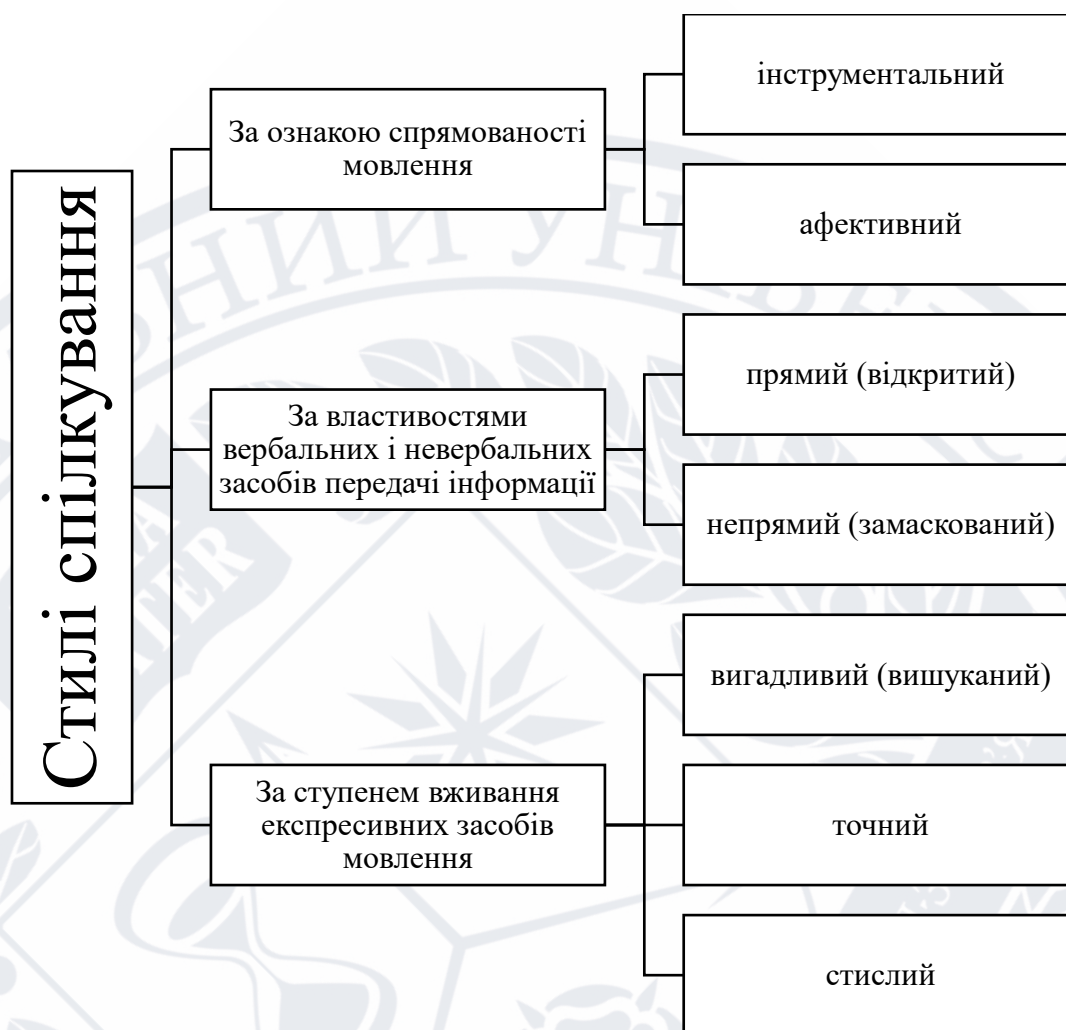 Стилі спілкування
За ознакою спрямованості
мовлення
інструментальний
афективний
За властивостями
вербальних і невербальних
засобів передачі інформації
прямий (відкритий)
непрямий (замаскований)
За ступенем вживання
експресивних засобів
мовлення
вигадливий (вишуканий)
точний
стислий